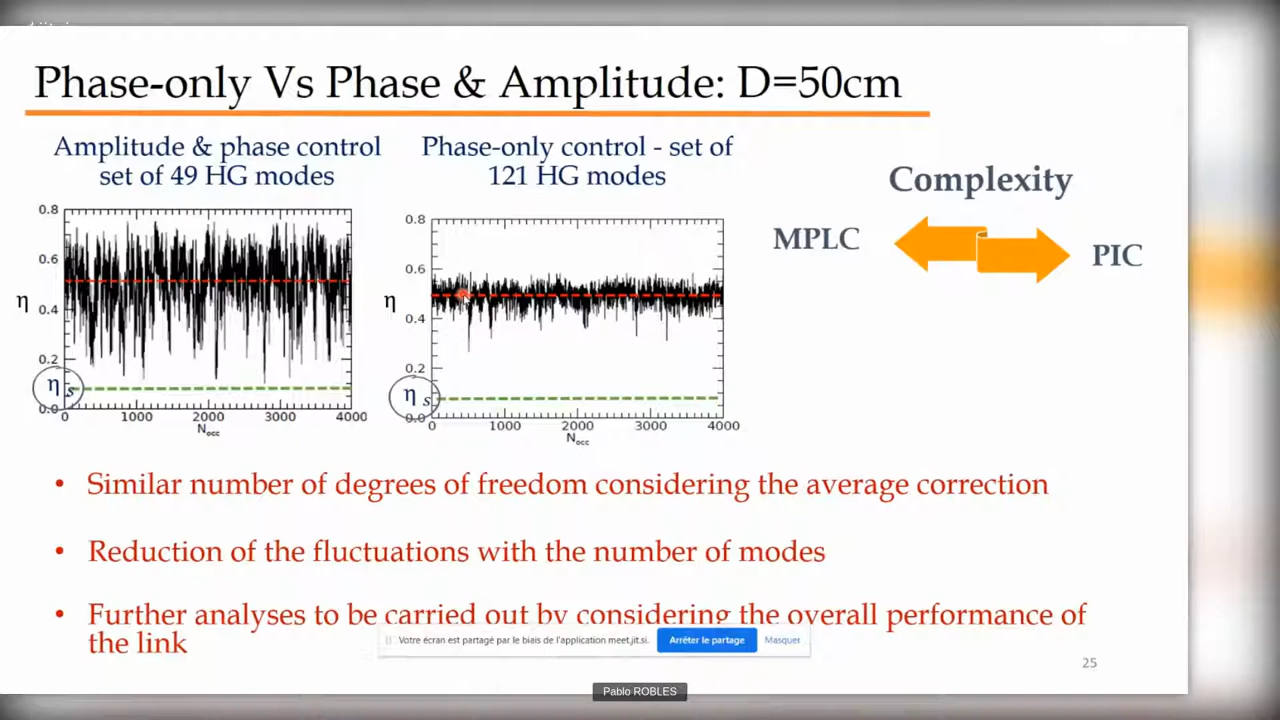 Phase-only Vs Phase & Amplitude: D=50cm
Amplitude & phase control
set of 49 HG modes
Phase-only control - set of
121 HG modes
Complexity
MPLC
PIC
0.8
0.6
η
0.4
0.2
η s
0.0
0 1000 2000 3000 4000
Nocc
0.8
0.6
η
0.4
0.2
η s
0.0
0 1000 2000 3000 4000
Nocc
• Similar number of degrees of freedom considering the average correction
• Reduction of the fluctuations with the number of modes
• Further analyses to be carried out by considering the overall performance of
the link
Votre écran est partagé par le biais de l'application meet.jit.si.
Arrêter le partage
Masquer
25
Pablo ROBLES